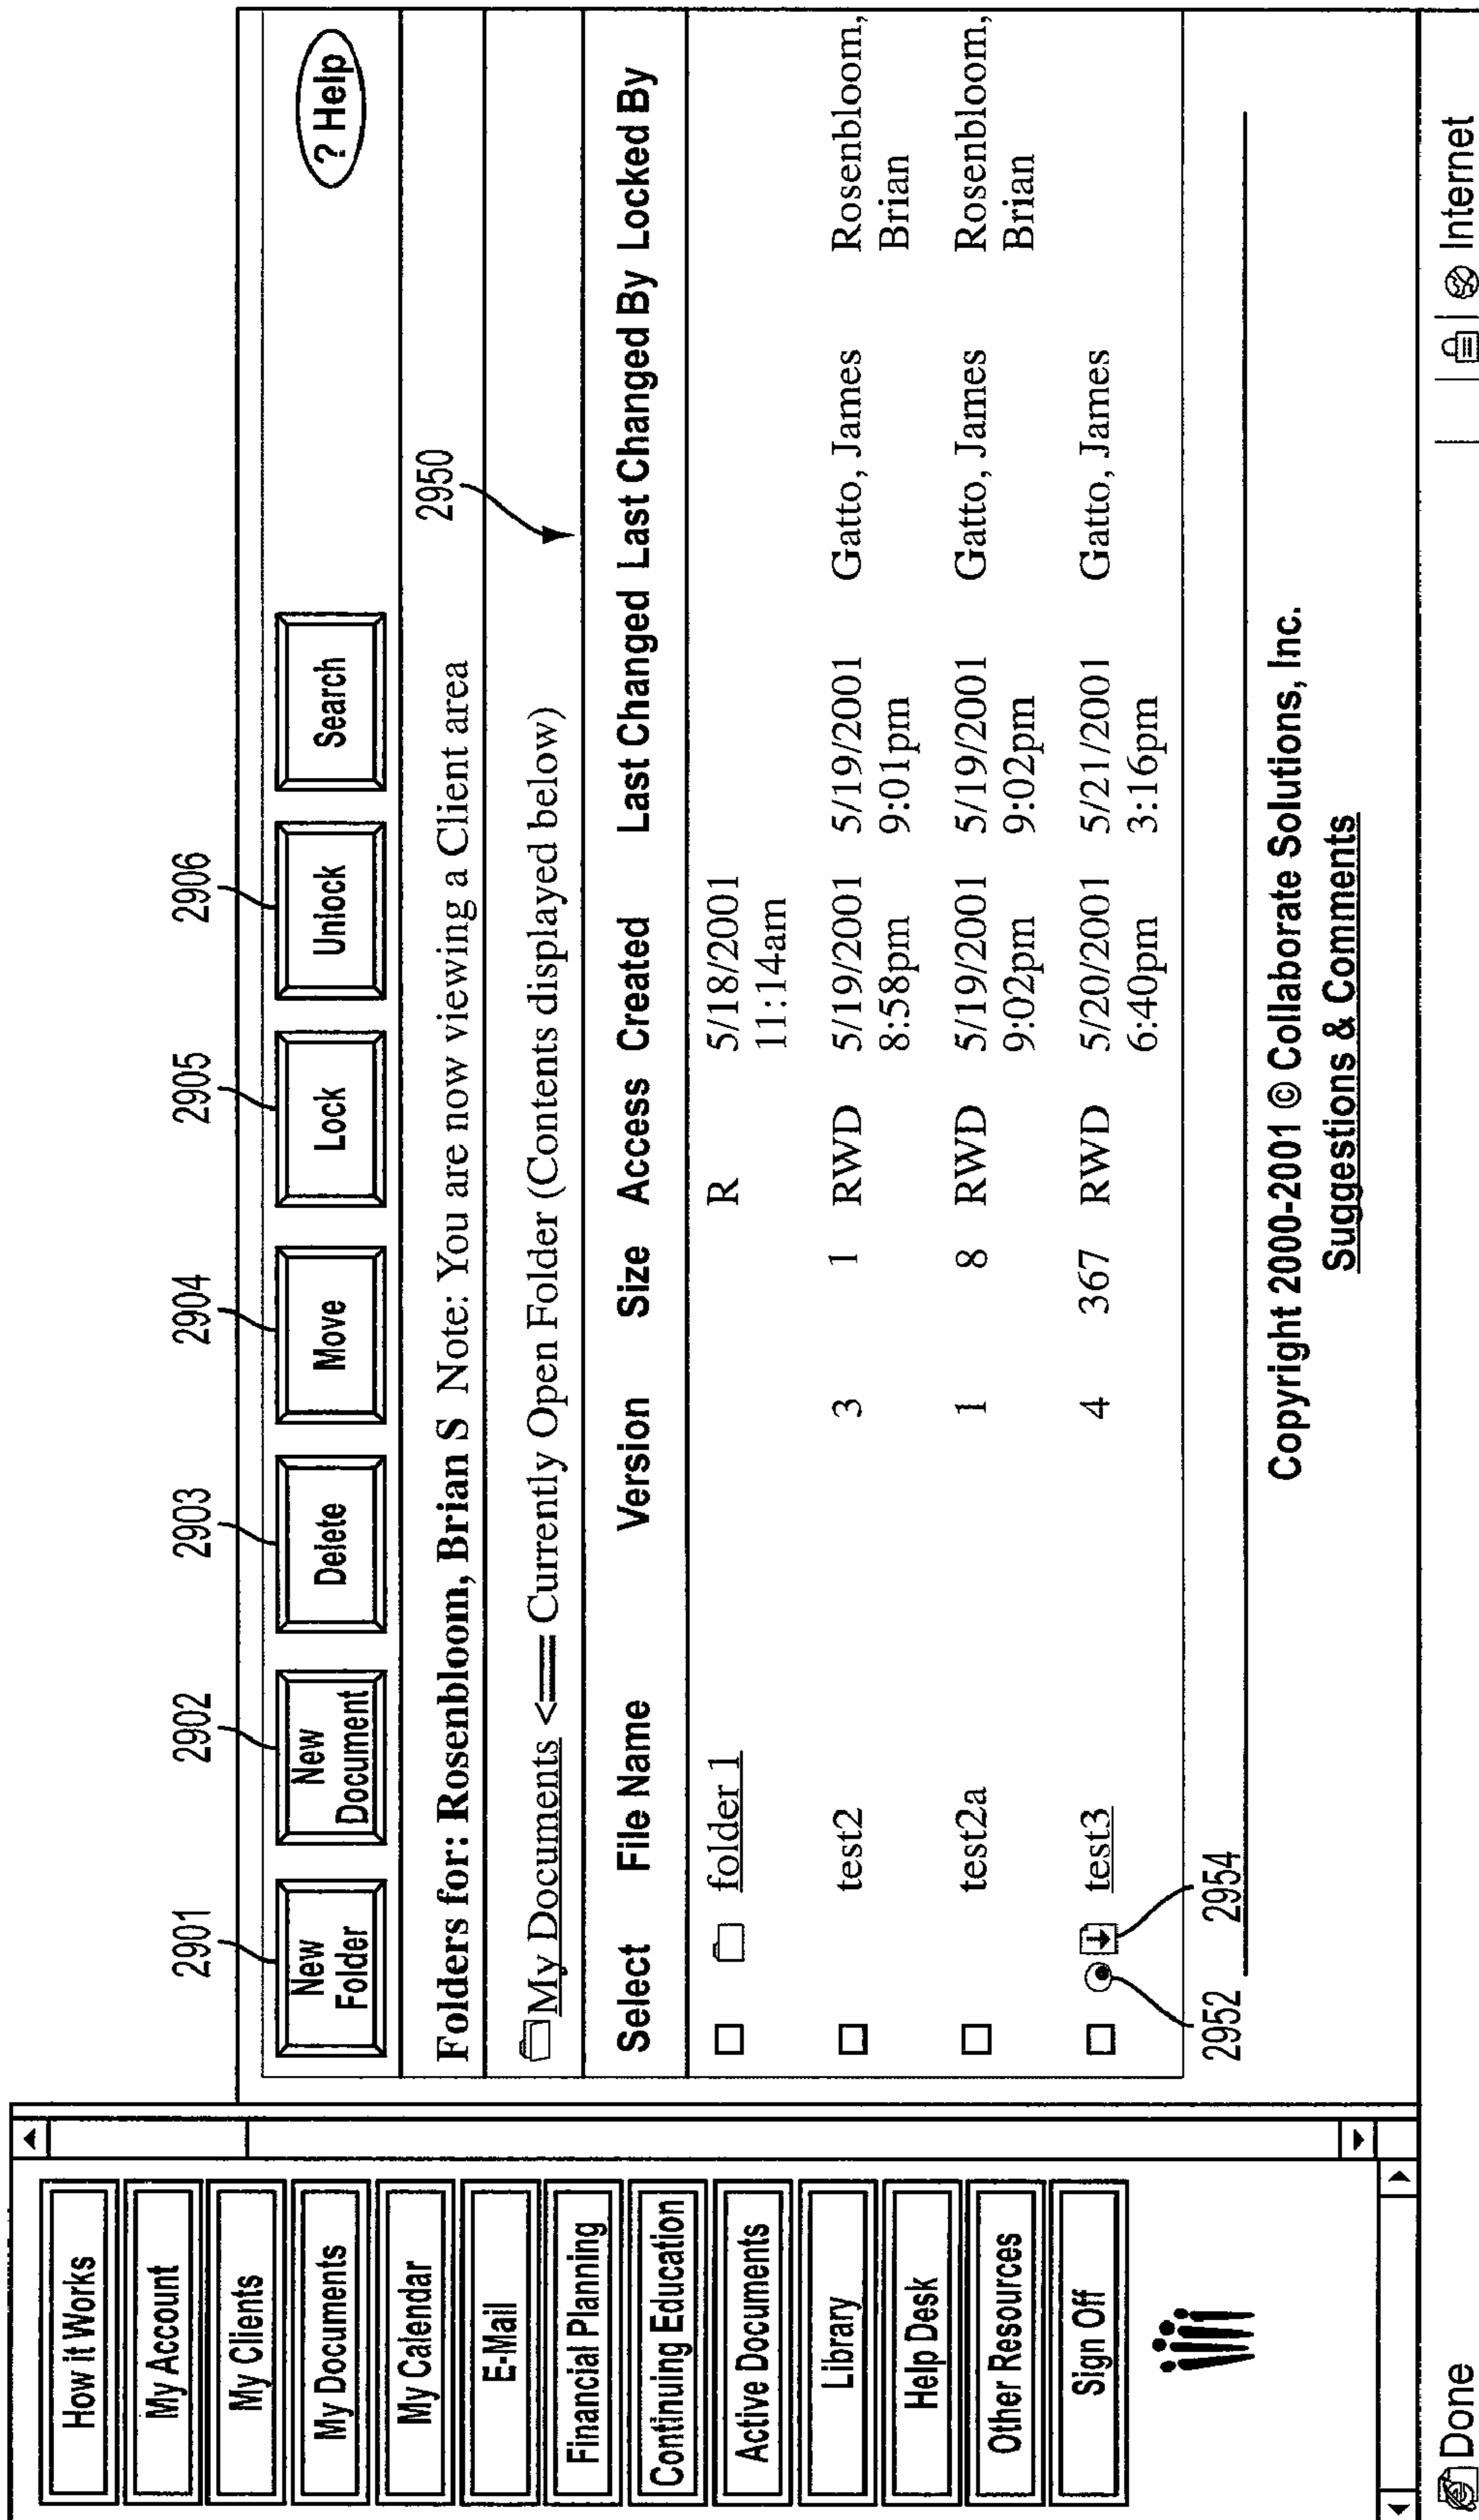 How it Works
My Account
My Clients
My Documents
My Calendar
E-Mail
Financial Planning
Continuing Education
Active Documents
Library
Help Desk
Other Resources
Sign Off
2901 2902 2903 2904 2905 2906
New Folder New Document Delete Move Lock Unlock Search ? Help
Folders for: Rosenbloom, Brian S Note: You are now viewing a Client area
2950
My Documents <== Currently Open Folder (Contents displayed below)
Select File Name Version Size Access Created Last Changed Last Changed By Locked By
folder 1 R 5/18/2001
11:14am
test2 3 1 RWD 5/19/2001 5/19/2001 Gatto, James Rosenbloom,
8:58pm 9:01pm Brian
test2a 1 8 RWD 5/19/2001 5/19/2001 Gatto, James Rosenbloom,
9:02pm 9:02pm Brian
test3 4 367 RWD 5/20/2001 5/21/2001 Gatto, James
6:40pm 3:16pm
2952 2954
Copyright 2000-2001 © Collaborate Solutions, Inc.
Suggestions & Comments
Done Internet